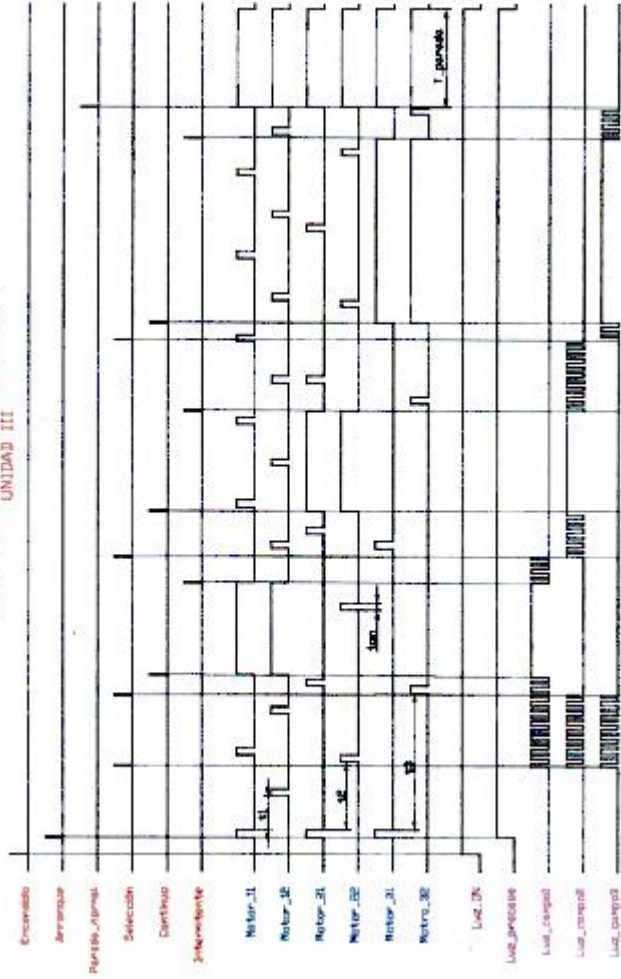 UNIDAD III
Encendido
Arranque
Parada_normal
Selección
Continuo
Intermitente
Motor_11
Motor_12
Motor_21
Motor_22
Motor_31
Motro_32
Luz_ON
Luz_proceso
Luz_campo1
Luz_campo2
Luz_campo3
t1
t2
t3
ton
T_parada